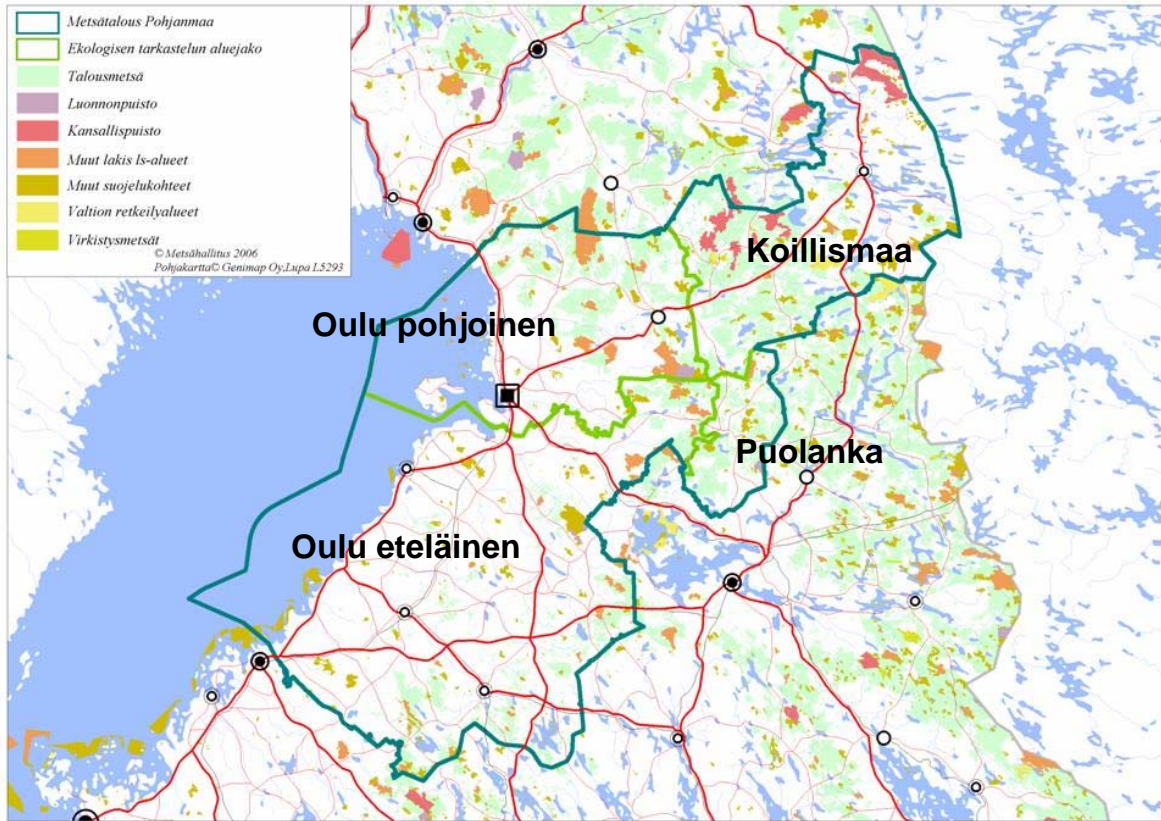 Metsätalous Pohjanmaa
Ekologisen tarkastelun aluejako
Talousmetsä
Luonnonpuisto
Kansallispuisto
Muut lakis ls-alueet
Muut suojelukohteet
Valtion retkeilyalueet
Virkistysmetsät
© Metsähallitus 2006
Pohjakartta© Genimap Oy,Lupa L5293
Koillismaa
Oulu pohjoinen
Puolanka
Oulu eteläinen